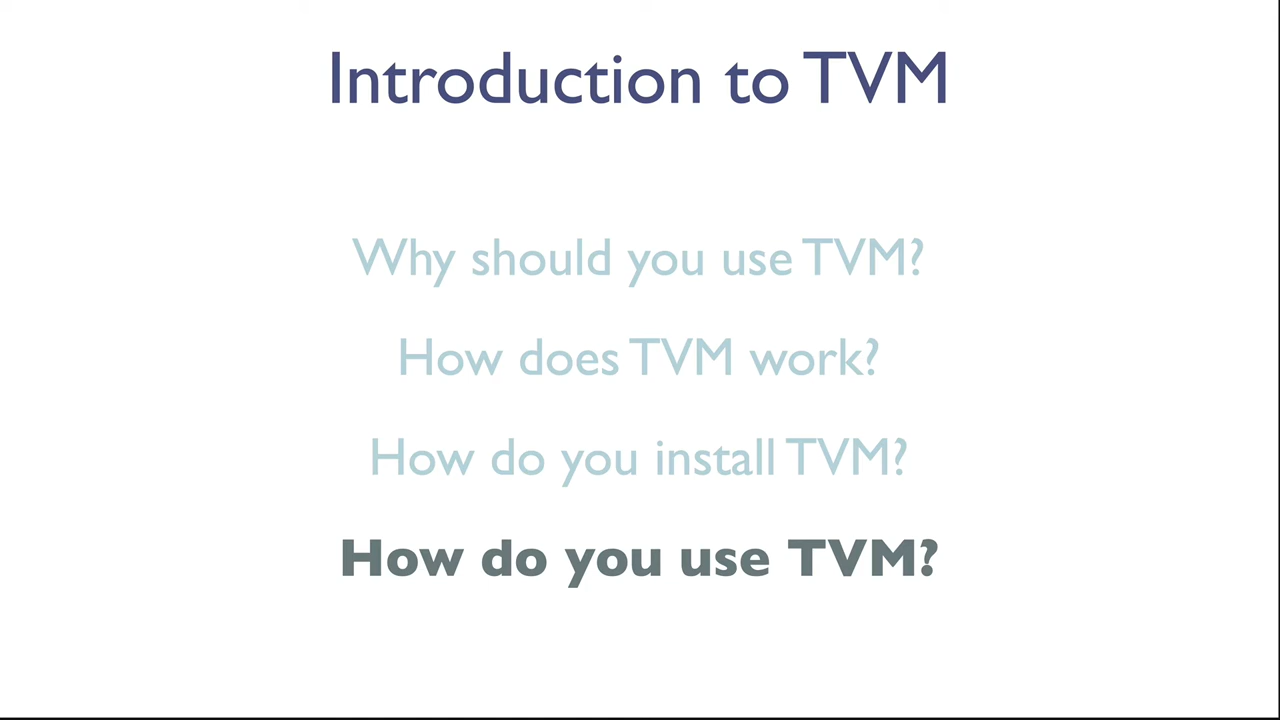 Introduction to TVM
Why should you use TVM?
How does TVM work?
How do you install TVM?
How do you use TVM?